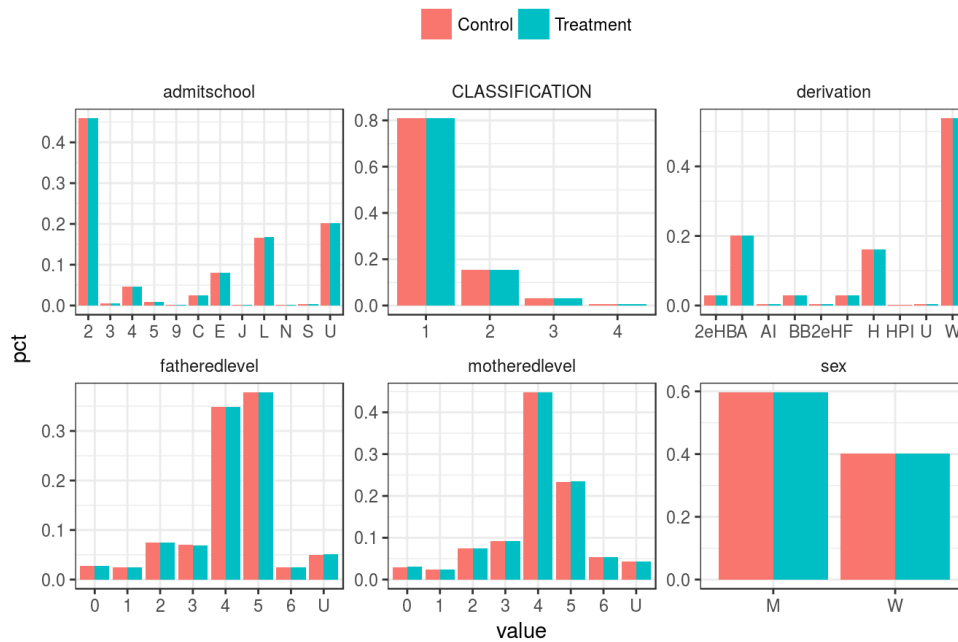 Control Treatment
admitschool CLASSIFICATION derivation
0.4
0.3
0.2
0.1
0.0
2 3 4 5 9 C E J L N S U
0.8
0.6
0.4
0.2
0.0
1 2 3 4
0.4
0.2
0.0
2eHBA AI BB2eHF H HPI U W
pct
fatheredlevel motheredlevel sex
0.3
0.2
0.1
0.0
0 1 2 3 4 5 6 U
0.4
0.3
0.2
0.1
0.0
0 1 2 3 4 5 6 U
0.6
0.4
0.2
0.0
M W
value